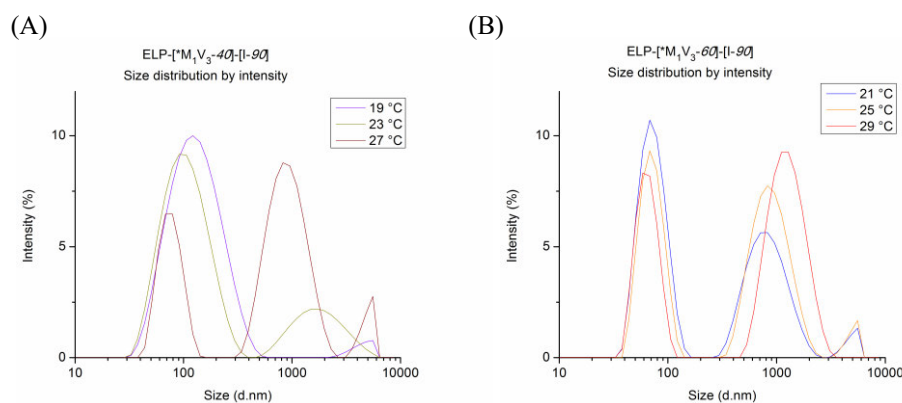 (A)
ELP-[*M₁V₃-40]-[I-90]
Size distribution by intensity
19 °C
23 °C
27 °C
10
5
0
Intensity (%)
10 100 1000 10000
Size (d.nm)
(B)
ELP-[*M₁V₃-60]-[I-90]
Size distribution by intensity
21 °C
25 °C
29 °C
10
5
0
Intensity (%)
10 100 1000 10000
Size (d.nm)